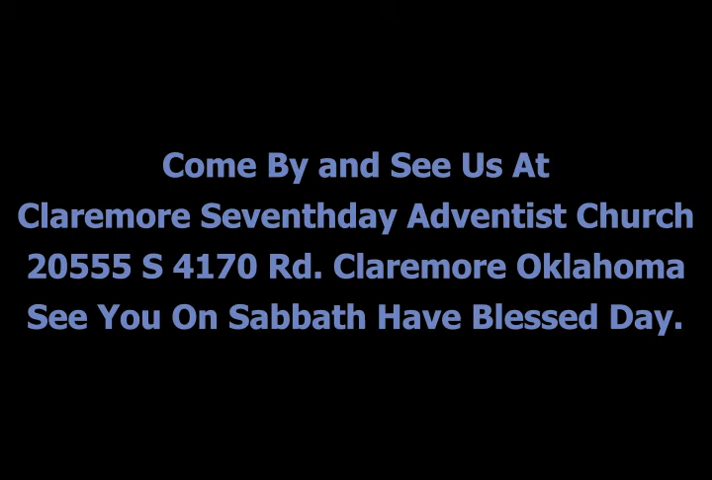 Come By and See Us At
Claremore Seventhday Adventist Church
20555 S 4170 Rd. Claremore Oklahoma
See You On Sabbath Have Blessed Day.